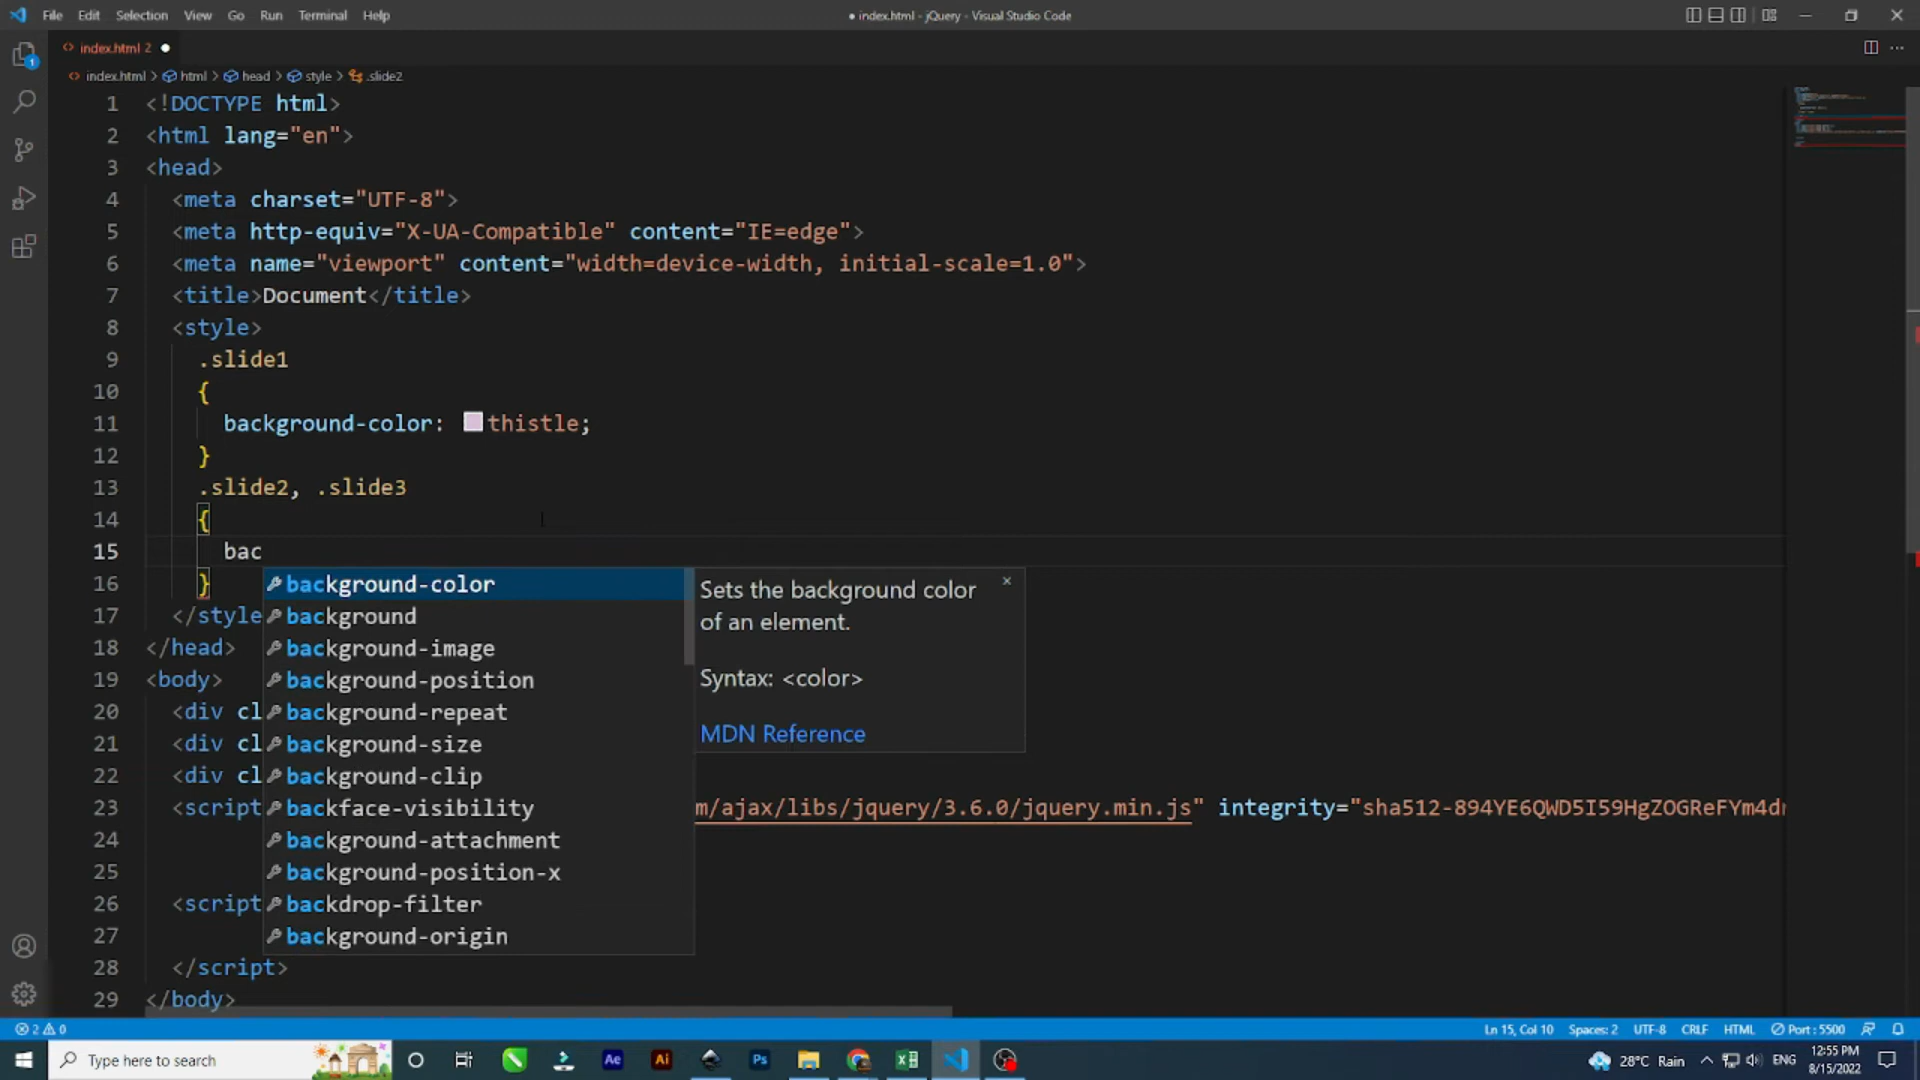 File Edit Selection View Go Run Terminal Help
● index.html - jQuery - Visual Studio Code
1
<> index.html 2 ●
<> index.html > html > head > style > .slide2
1 <!DOCTYPE html>
2 <html lang="en">
3 <head>
4 <meta charset="UTF-8">
5 <meta http-equiv="X-UA-Compatible" content="IE=edge">
6 <meta name="viewport" content="width=device-width, initial-scale=1.0">
7 <title>Document</title>
8 <style>
9 .slide1
10 {
11 background-color: thistle;
12 }
13 .slide2, .slide3
14 {
15 bac
16 }
17 </style
18 </head>
19 <body>
20 <div cl
21 <div cl
22 <div cl
23 <script m/ajax/libs/jquery/3.6.0/jquery.min.js" integrity="sha512-894YE6QWD5I59HgZOGReFYm4dr
24
25
26 <script
27
28 </script>
29 </body>
background-color
background
background-image
background-position
background-repeat
background-size
background-clip
backface-visibility
background-attachment
background-position-x
backdrop-filter
background-origin
Sets the background color
of an element.
Syntax: <color>
MDN Reference
2 0
Ln 15, Col 10 Spaces: 2 UTF-8 CRLF HTML Port : 5500
Type here to search
Ae Ai Ps
28°C Rain ENG
12:55 PM
8/15/2022